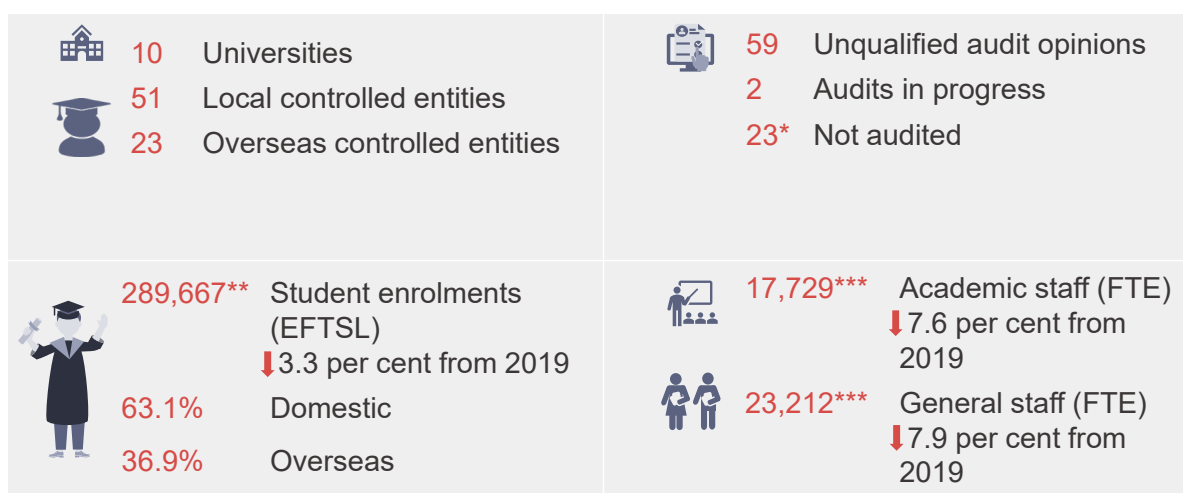 10 Universities
51 Local controlled entities
23 Overseas controlled entities
59 Unqualified audit opinions
2 Audits in progress
23* Not audited
289,667** Student enrolments
(EFTSL)
3.3 per cent from 2019
63.1% Domestic
36.9% Overseas
17,729*** Academic staff (FTE)
7.6 per cent from
2019
23,212*** General staff (FTE)
7.9 per cent from
2019